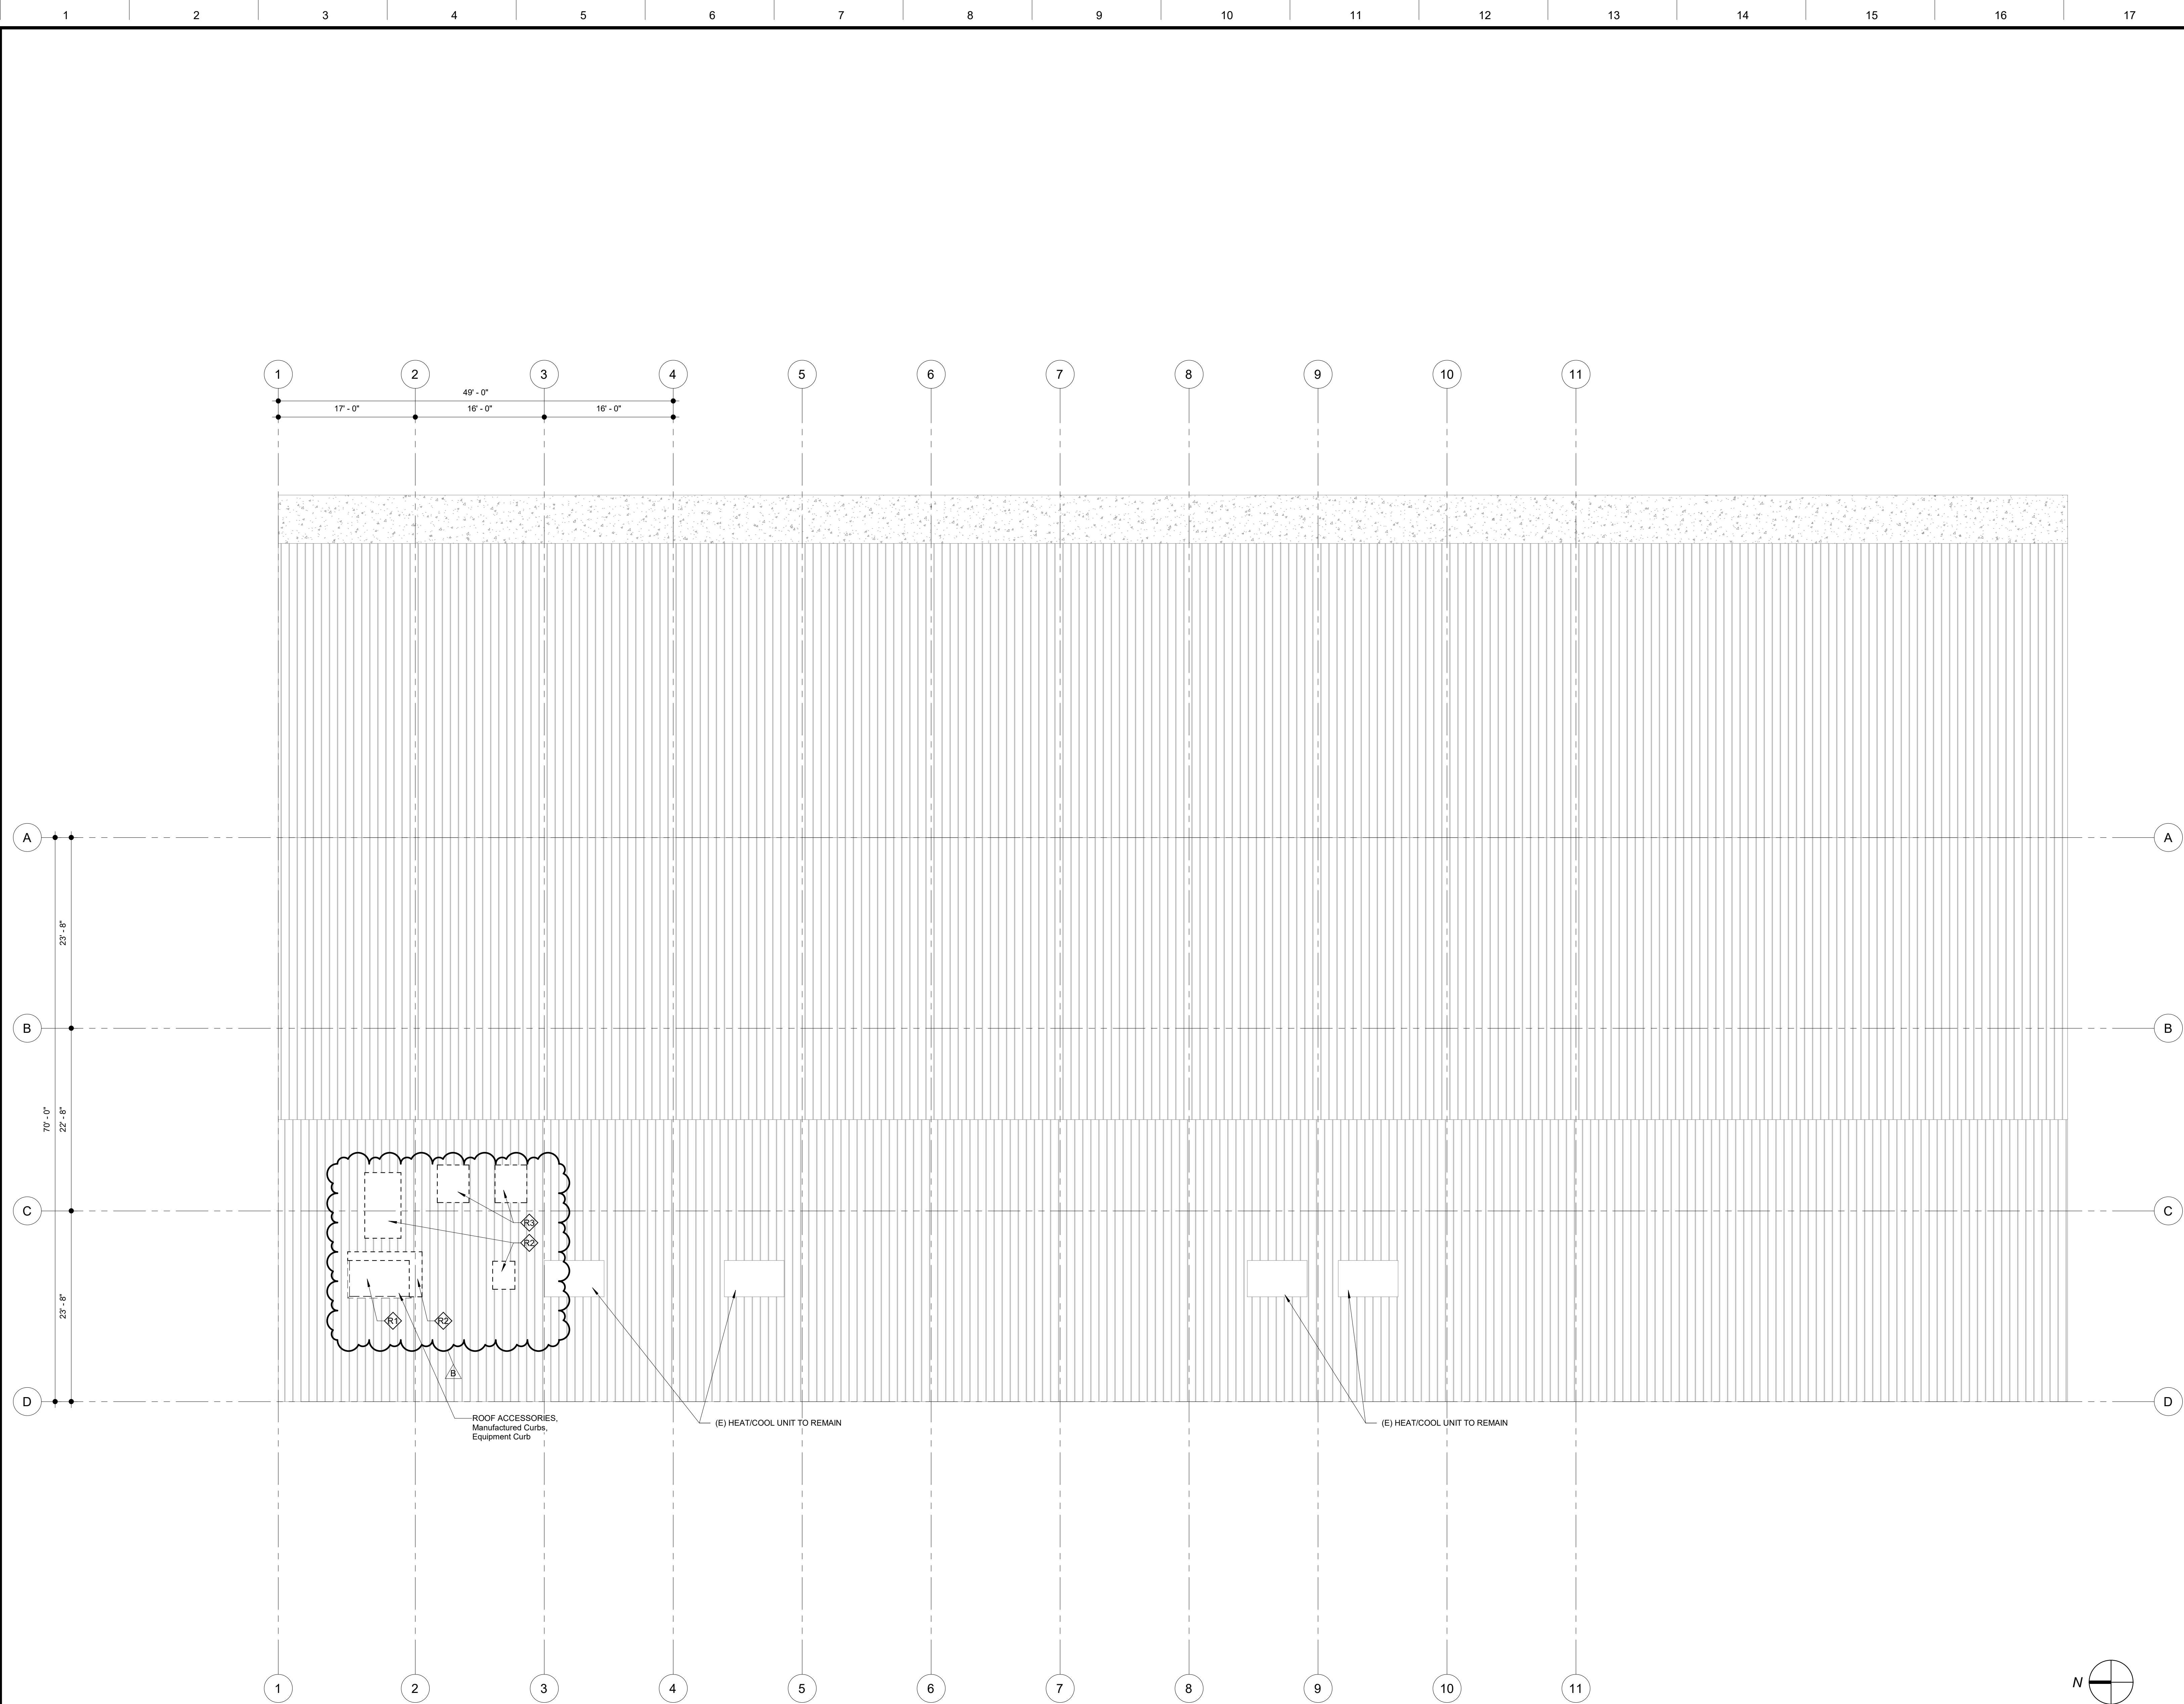 1 2 3 4 5 6 7 8 9 10 11 12 13 14 15 16 17
1 2 3 4 5 6 7 8 9 10 11
49' - 0"
17' - 0" 16' - 0" 16' - 0"
A A
23' - 8"
B B
70' - 0" 22' - 8"
C C
R3
R2
23' - 8"
R1 R2
B
D D
ROOF ACCESSORIES,
Manufactured Curbs,
Equipment Curb
(E) HEAT/COOL UNIT TO REMAIN
(E) HEAT/COOL UNIT TO REMAIN
N
1 2 3 4 5 6 7 8 9 10 11